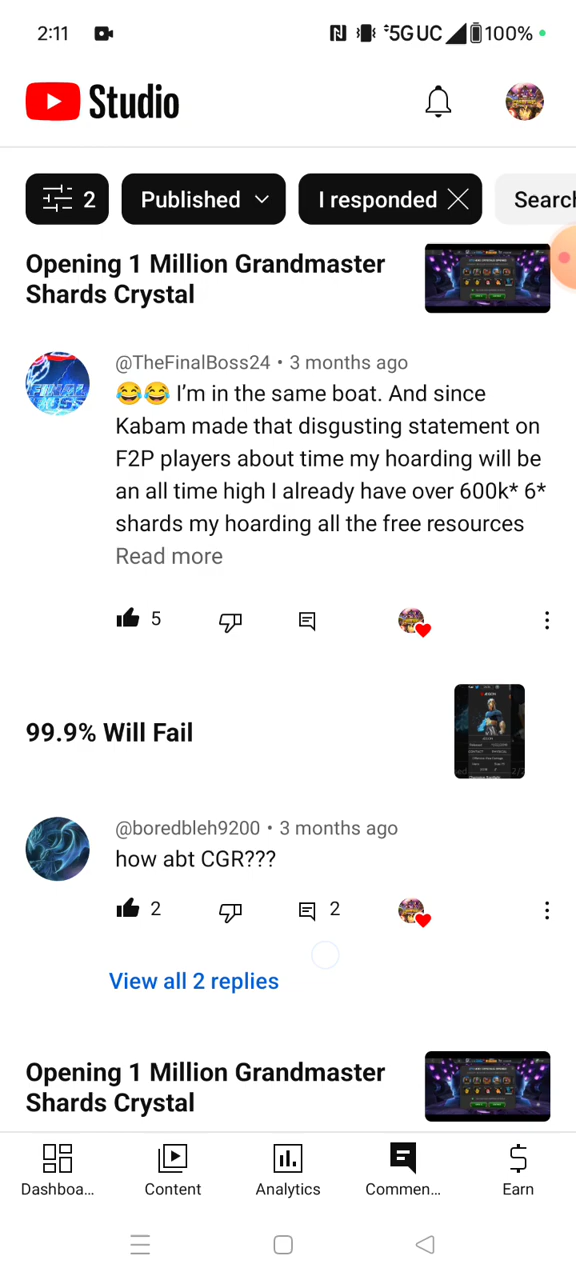 2:11 5G UC 100%
Studio
2 Published I responded Search
Opening 1 Million Grandmaster
Shards Crystal
@TheFinalBoss24 • 3 months ago
😂😂 I’m in the same boat. And since
Kabam made that disgusting statement on
F2P players about time my hoarding will be
an all time high I already have over 600k* 6*
shards my hoarding all the free resources
Read more
5
99.9% Will Fail
@boredbleh9200 • 3 months ago
how abt CGR???
2 2
View all 2 replies
Opening 1 Million Grandmaster
Shards Crystal
Dashboa... Content Analytics Commen... Earn